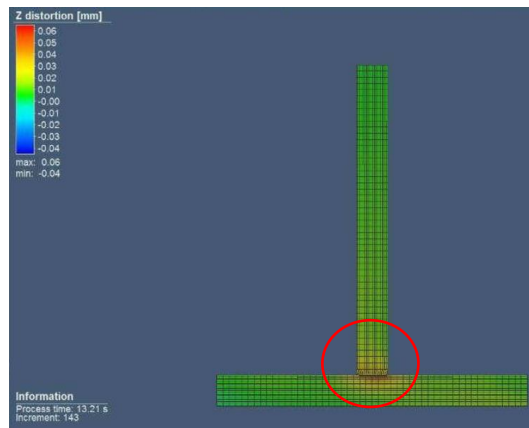 Z distortion [mm]
0.06
0.05
0.04
0.03
0.02
0.01
-0.00
-0.01
-0.02
-0.03
-0.04
max: 0.06
min: -0.04
Information
Process time: 13.21 s
Increment: 143